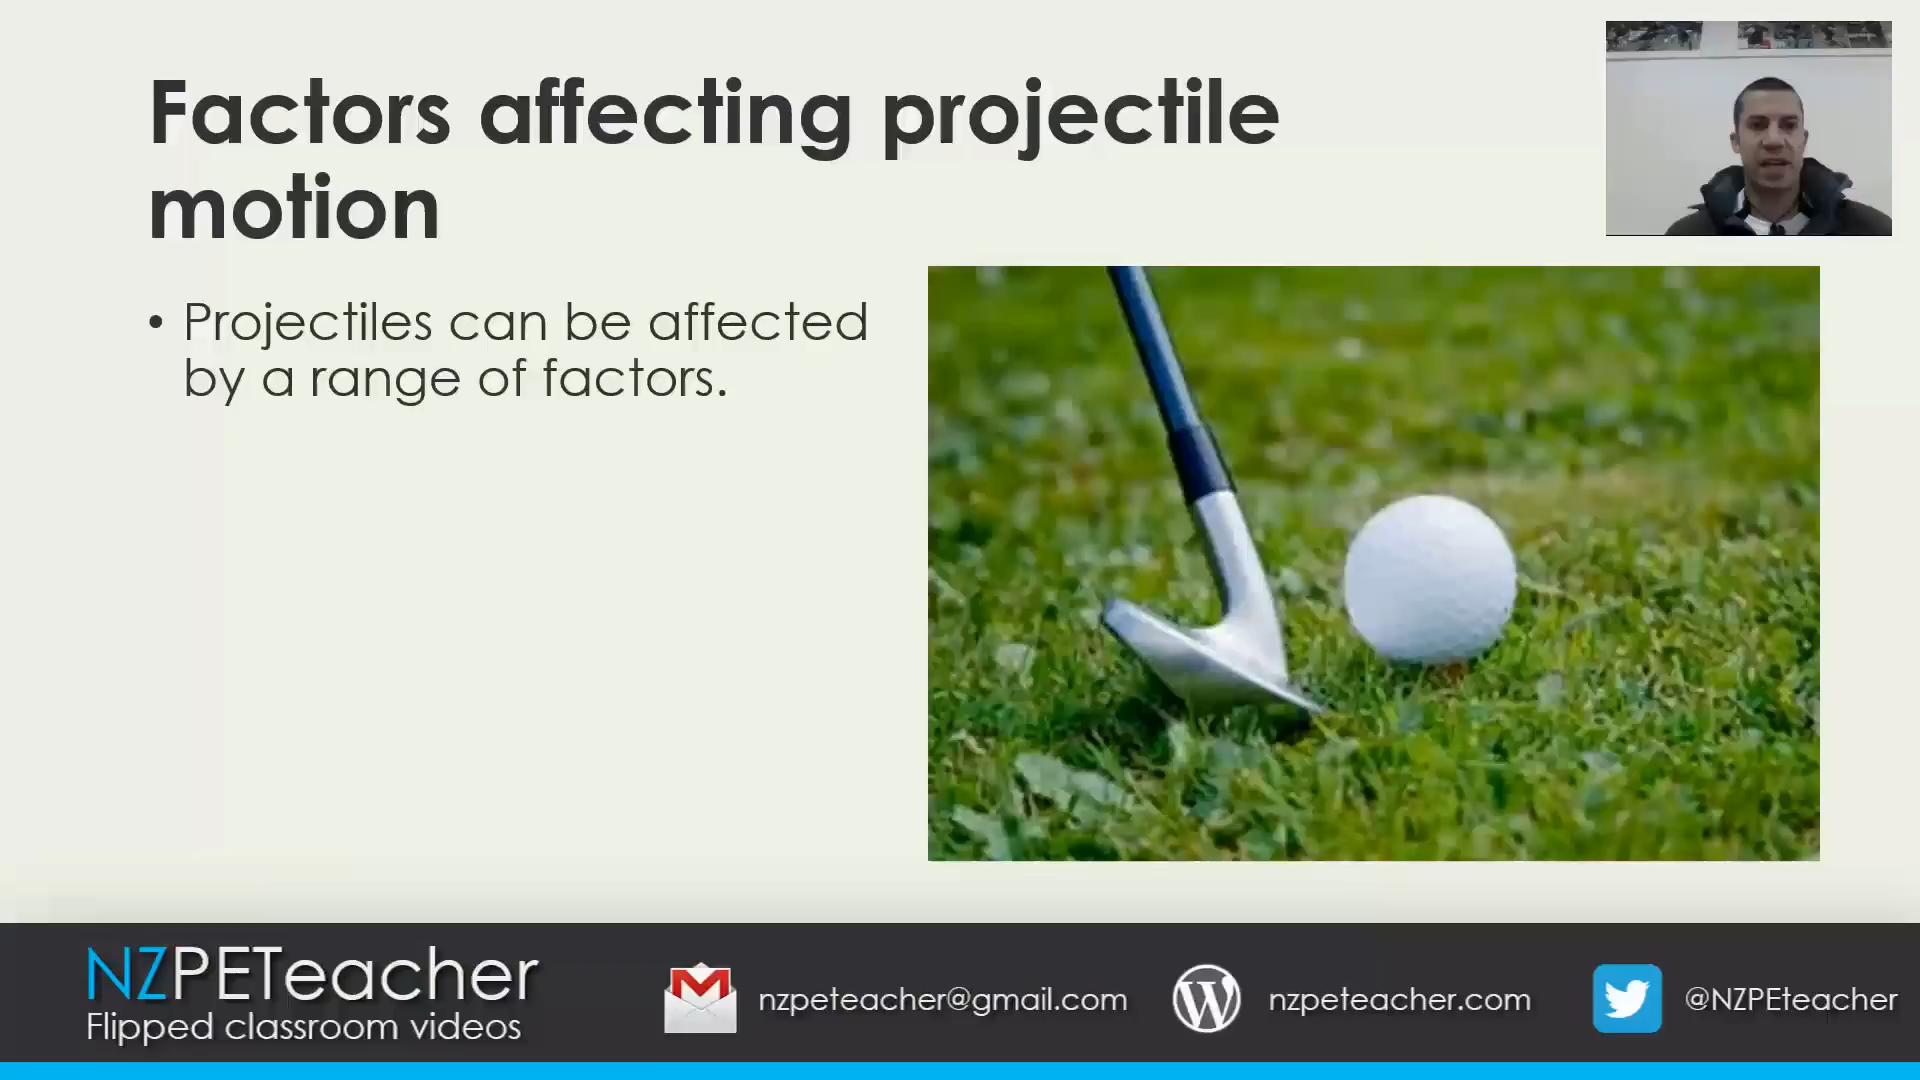 Factors affecting projectile
motion
• Projectiles can be affected
by a range of factors.
NZPETeacher
Flipped classroom videos
nzpeteacher@gmail.com
nzpeteacher.com
@NZPEteacher